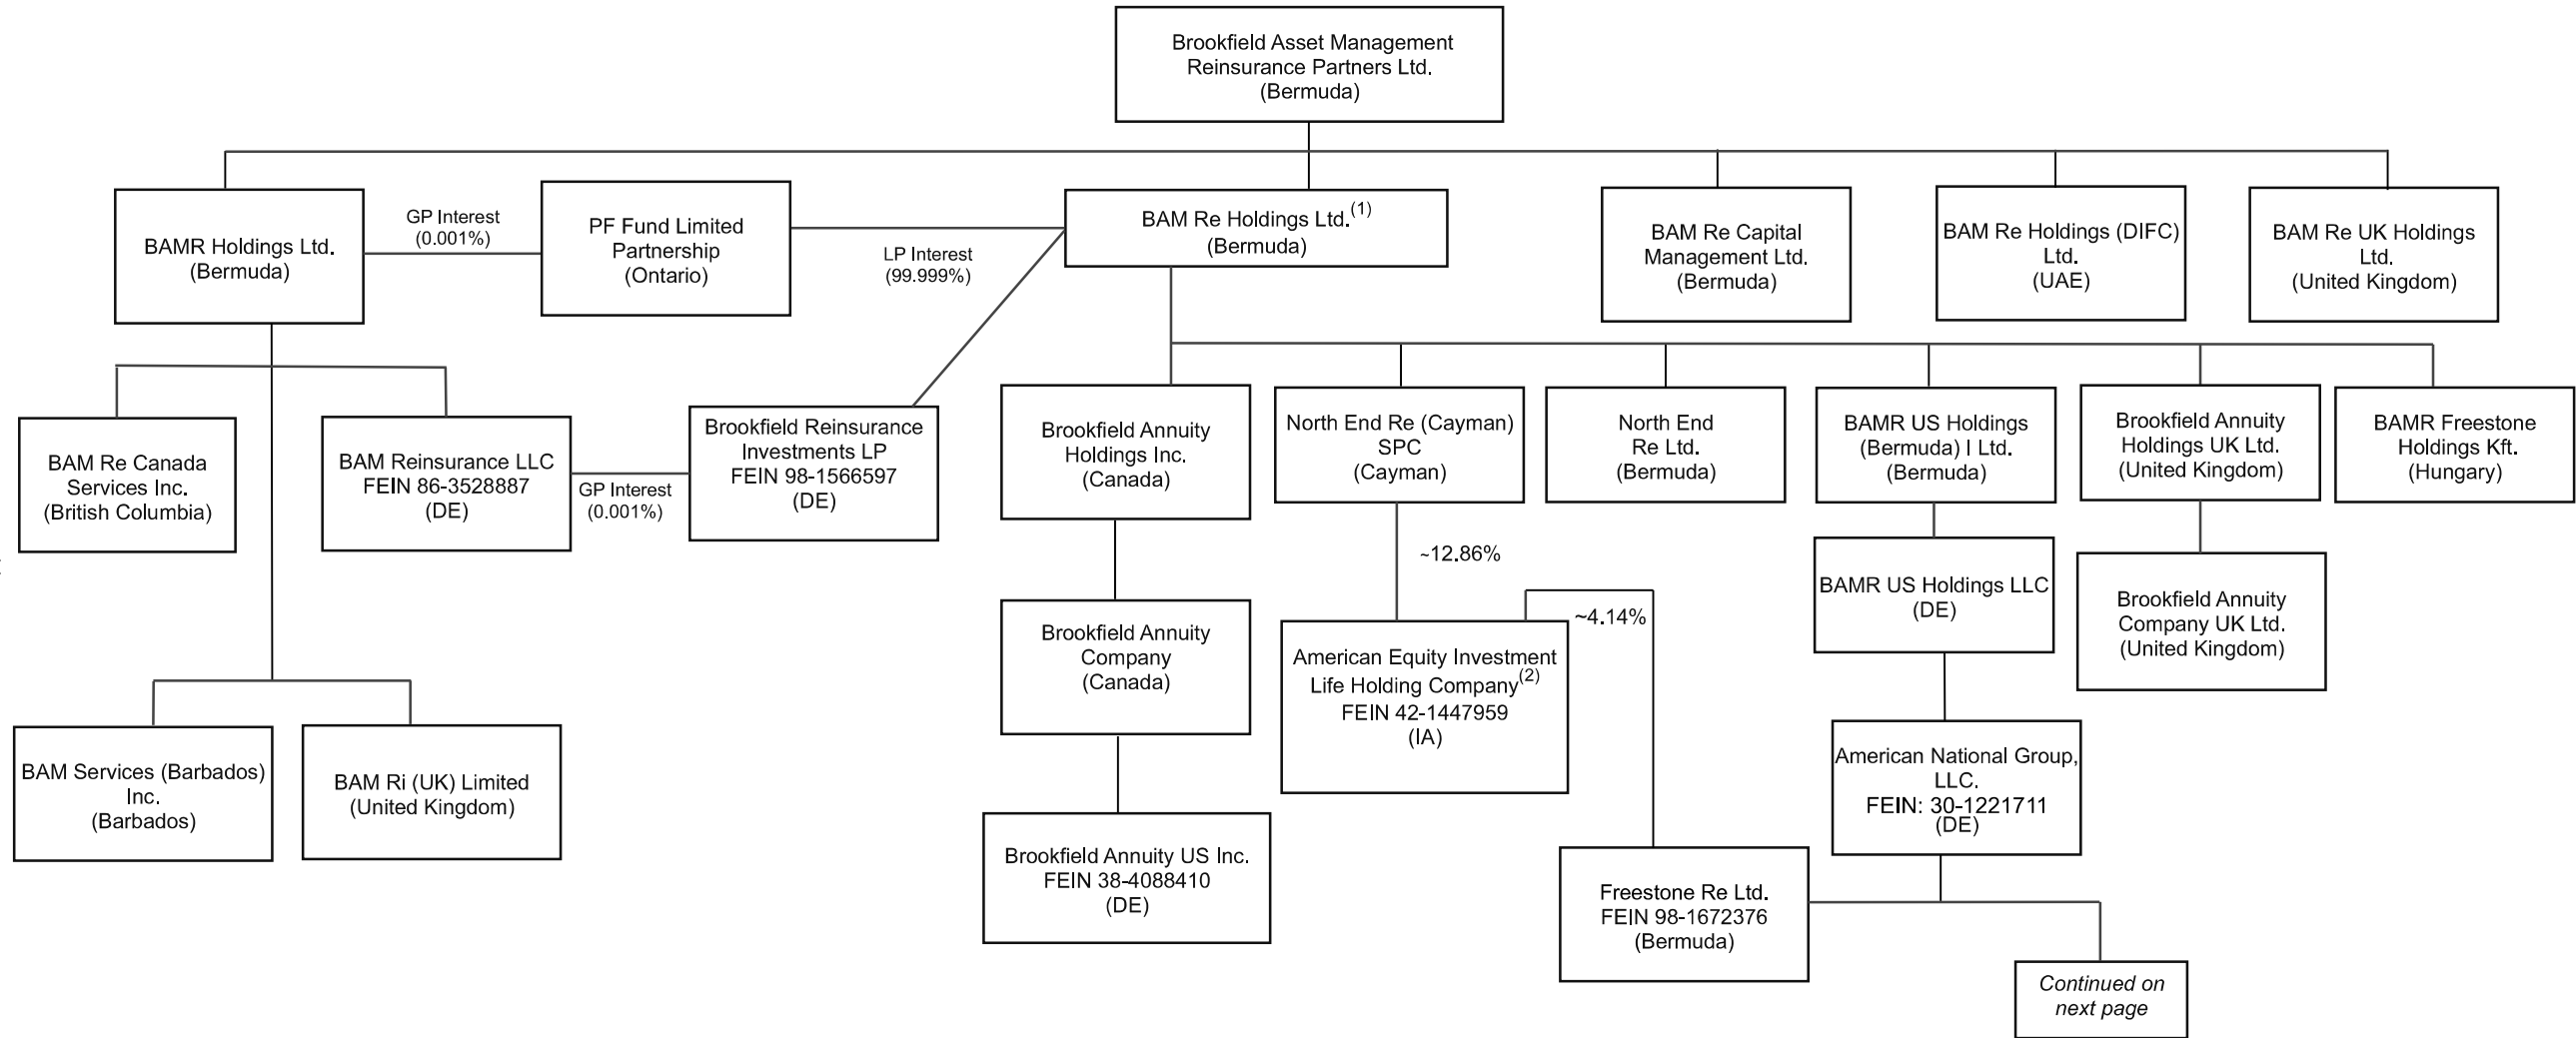 Brookfield Asset Management
Reinsurance Partners Ltd.
(Bermuda)
BAMR Holdings Ltd.
(Bermuda)
GP Interest
(0.001%)
PF Fund Limited
Partnership
(Ontario)
LP Interest
(99.999%)
BAM Re Holdings Ltd.(1)
(Bermuda)
BAM Re Capital
Management Ltd.
(Bermuda)
BAM Re Holdings (DIFC)
Ltd.
(UAE)
BAM Re UK Holdings
Ltd.
(United Kingdom)
BAM Re Canada
Services Inc.
(British Columbia)
BAM Reinsurance LLC
FEIN 86-3528887
(DE)
GP Interest
(0.001%)
Brookfield Reinsurance
Investments LP
FEIN 98-1566597
(DE)
Brookfield Annuity
Holdings Inc.
(Canada)
North End Re (Cayman)
SPC
(Cayman)
North End
Re Ltd.
(Bermuda)
BAMR US Holdings
(Bermuda) I Ltd.
(Bermuda)
Brookfield Annuity
Holdings UK Ltd.
(United Kingdom)
BAMR Freestone
Holdings Kft.
(Hungary)
~12.86%
~4.14%
BAMR US Holdings LLC
(DE)
Brookfield Annuity
Company UK Ltd.
(United Kingdom)
Brookfield Annuity
Company
(Canada)
American Equity Investment
Life Holding Company(2)
FEIN 42-1447959
(IA)
BAM Services (Barbados)
Inc.
(Barbados)
BAM Ri (UK) Limited
(United Kingdom)
American National Group,
LLC.
FEIN: 30-1221711
(DE)
Brookfield Annuity US Inc.
FEIN 38-4088410
(DE)
Freestone Re Ltd.
FEIN 98-1672376
(Bermuda)
Continued on
next page